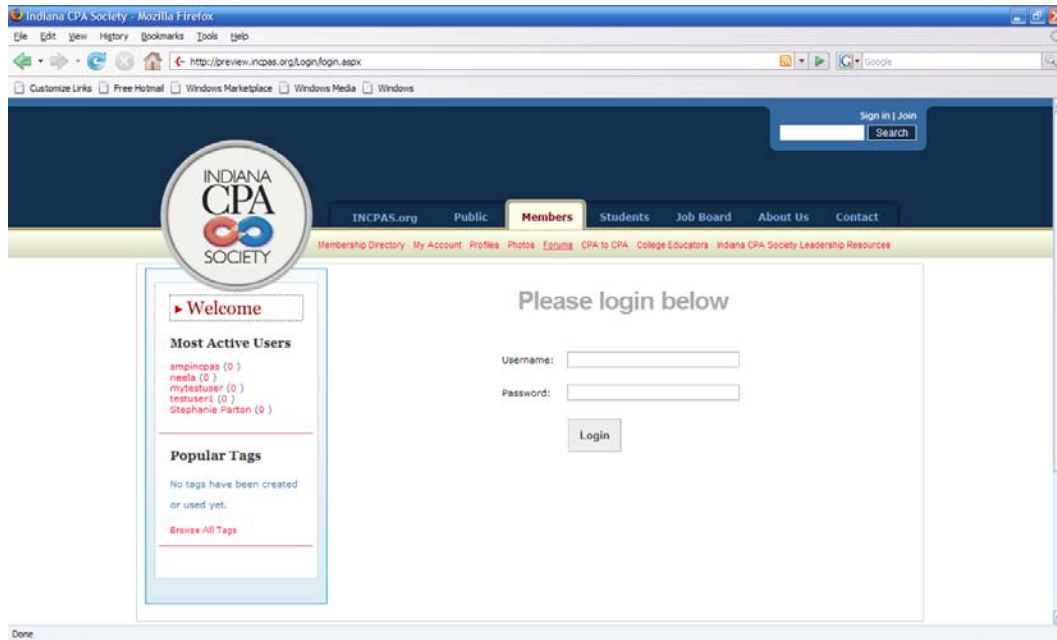 Indiana CPA Society - Mozilla Firefox
File Edit View History Bookmarks Tools Help
http://preview.incpas.org/Login/login.aspx
Google
Customize Links Free Hotmail Windows Marketplace Windows Media Windows
Sign in | Join
Search
INDIANA
CPA
SOCIETY
INCPAS.org Public Members Students Job Board About Us Contact
Membership Directory My Account Profiles Photos Forums CPA to CPA College Educators Indiana CPA Society Leadership Resources
Welcome
Most Active Users
smpincpas (0 )
neela (0 )
mytestuser (0 )
testuser1 (0 )
Stephanie Parton (0 )
Popular Tags
No tags have been created
or used yet.
Browse All Tags
Please login below
Username:
Password:
Login
Done